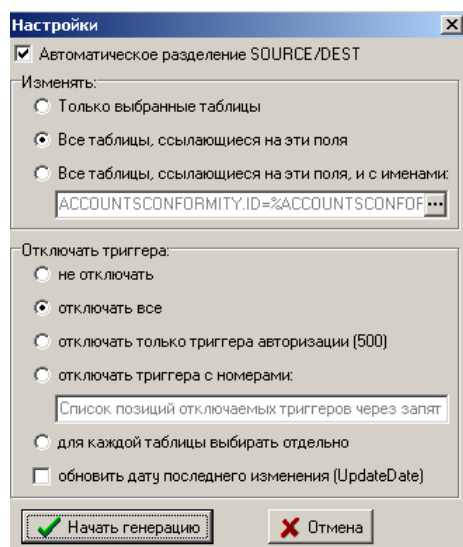 Настройки
Автоматическое разделение SOURCE/DEST
Изменять:
Только выбранные таблицы
Все таблицы, ссылающиеся на эти поля
Все таблицы, ссылающиеся на эти поля, и с именами:
ACCOUNTSCONFORMITY.ID=%ACCOUNTSCONFOF ...
Отключать триггера:
не отключать
отключать все
отключать только триггера авторизации (500)
отключать триггера с номерами:
Список позиций отключаемых триггеров через запят
для каждой таблицы выбирать отдельно
обновить дату последнего изменения (UpdateDate)
Начать генерацию
Отмена